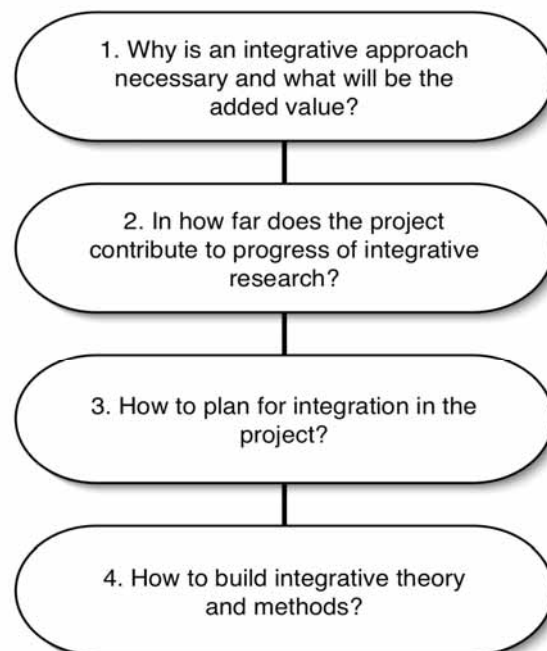 1. Why is an integrative approach
necessary and what will be the
added value?
2. In how far does the project
contribute to progress of integrative
research?
3. How to plan for integration in the
project?
4. How to build integrative theory
and methods?